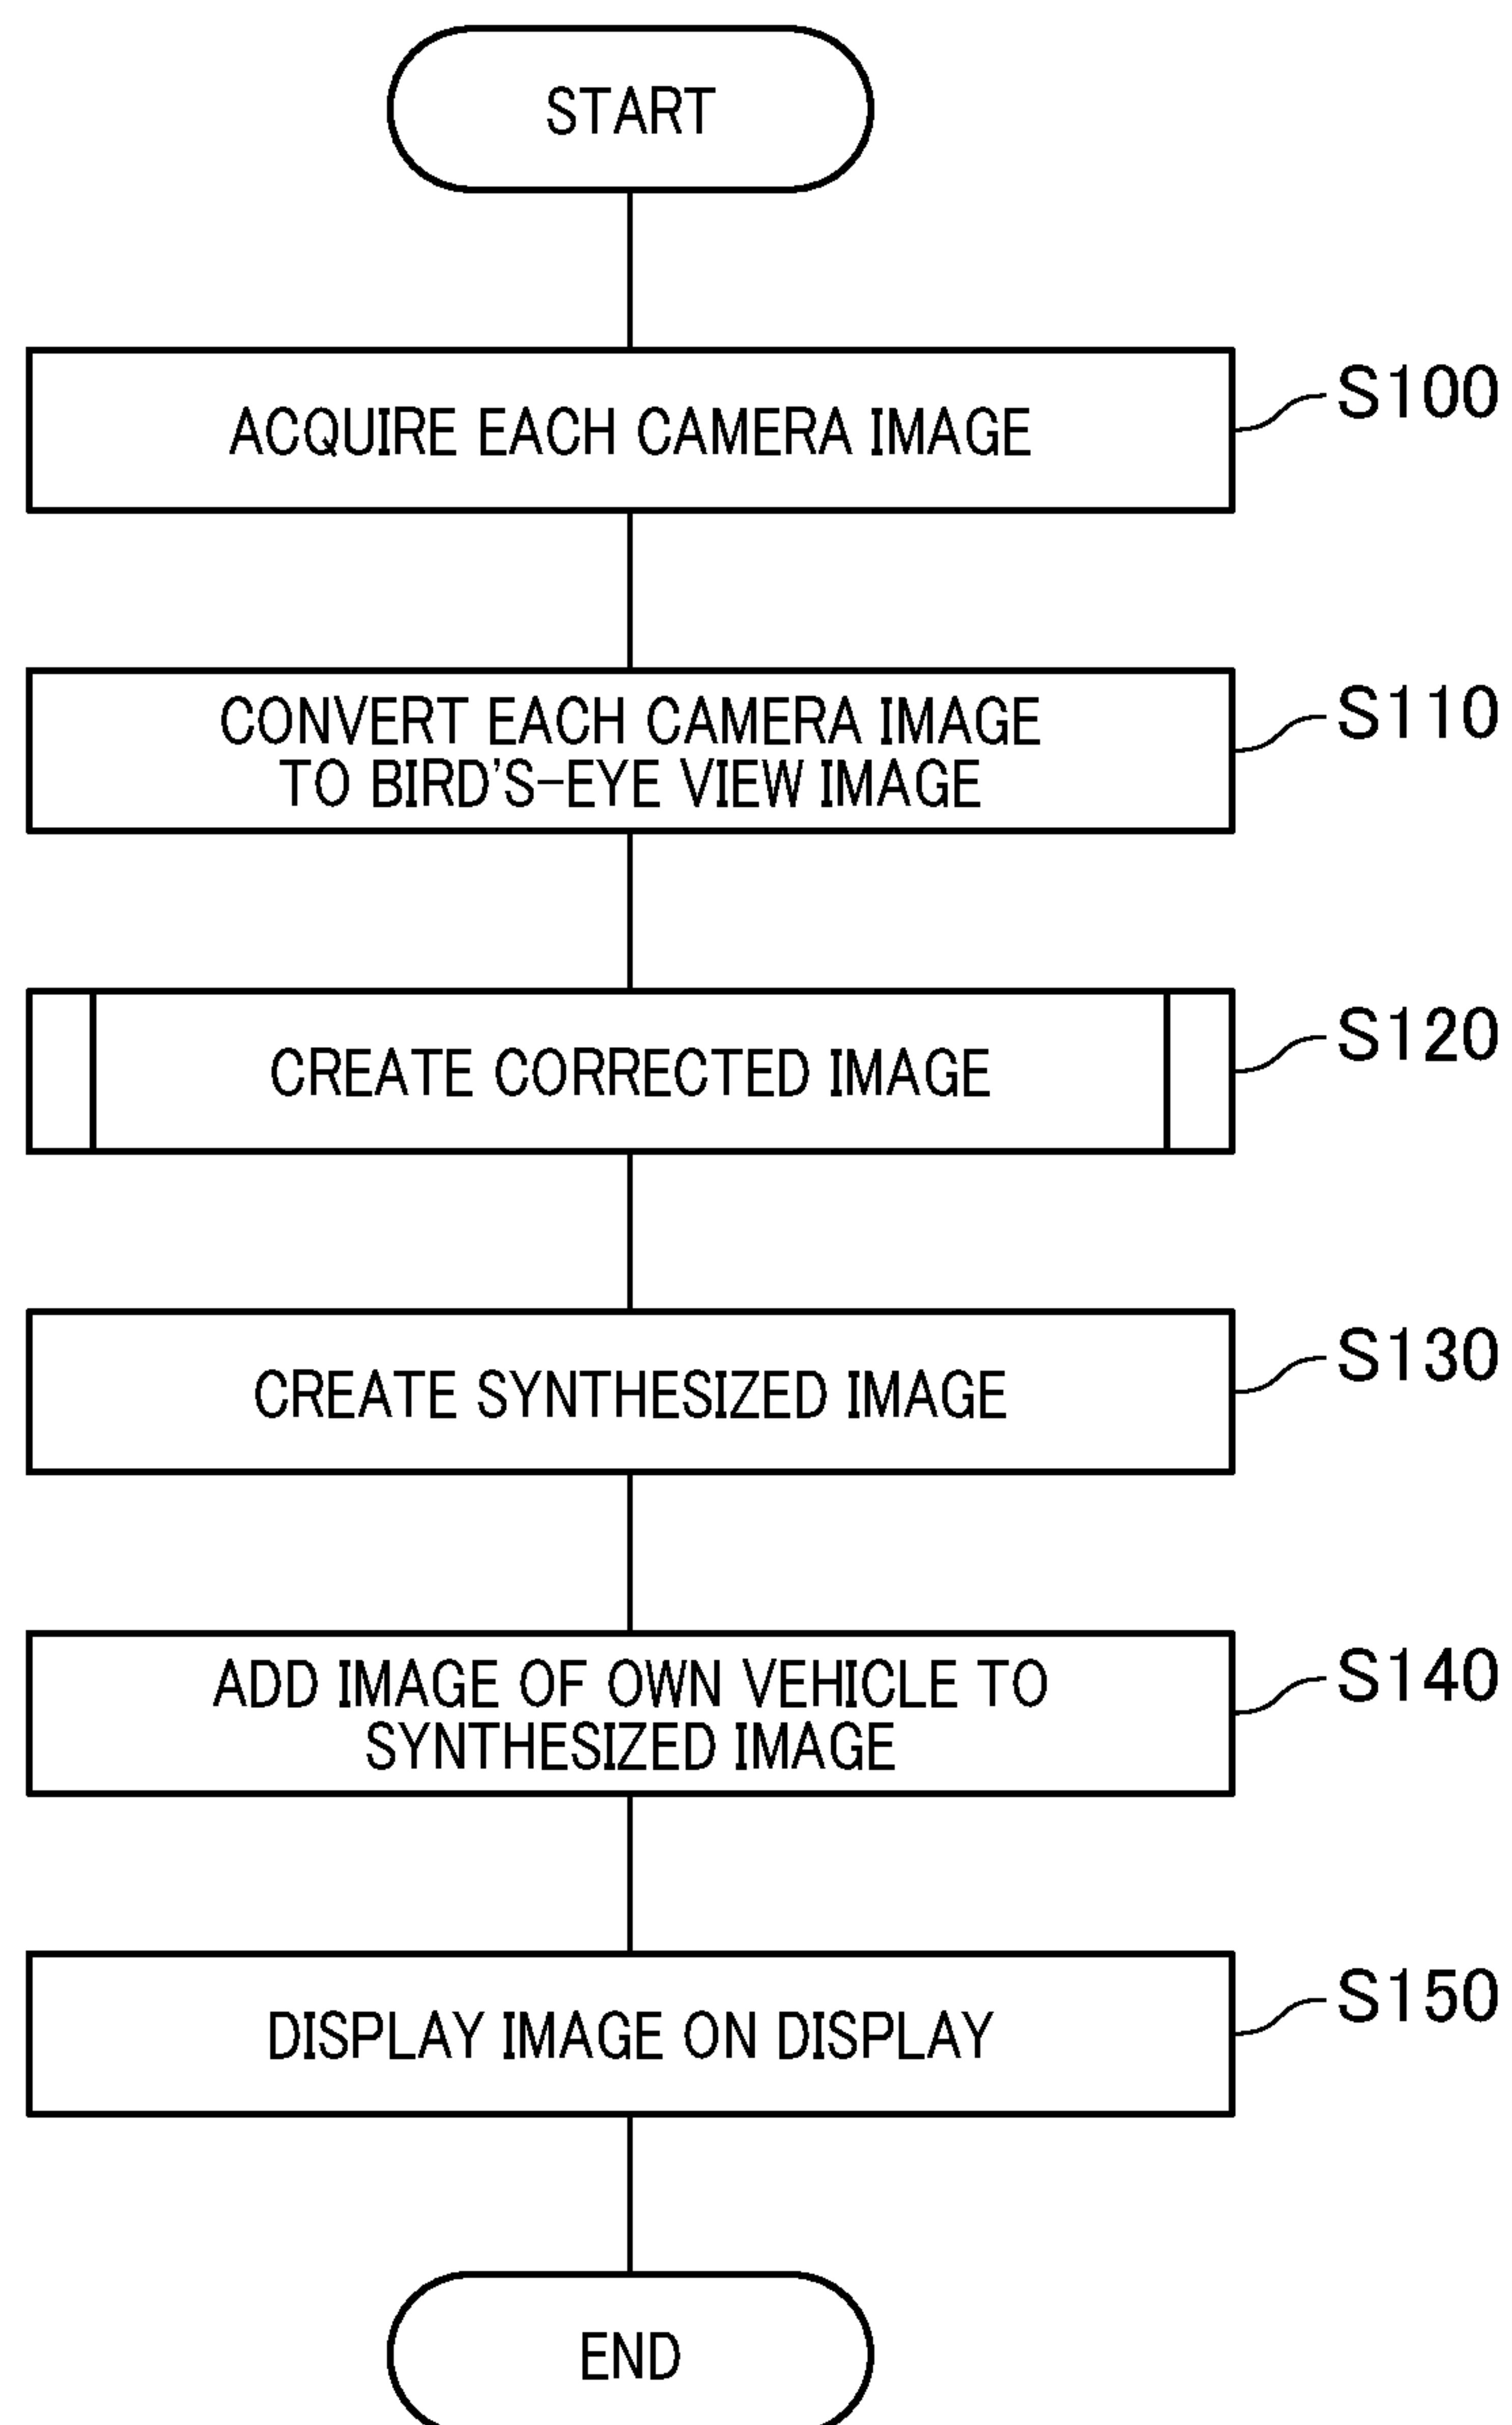 START
ACQUIRE EACH CAMERA IMAGE
S100
CONVERT EACH CAMERA IMAGE
TO BIRD'S-EYE VIEW IMAGE
S110
CREATE CORRECTED IMAGE
S120
CREATE SYNTHESIZED IMAGE
S130
ADD IMAGE OF OWN VEHICLE TO
SYNTHESIZED IMAGE
S140
DISPLAY IMAGE ON DISPLAY
S150
END